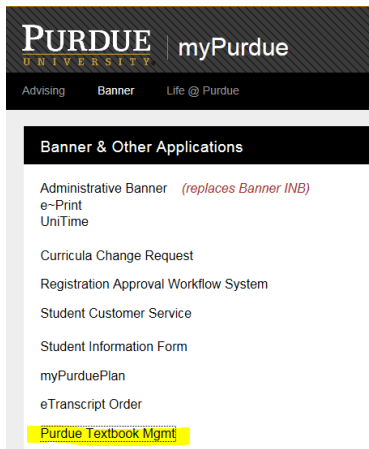 PURDUE
UNIVERSITY
myPurdue
Advising Banner Life @ Purdue
Banner & Other Applications
Administrative Banner (replaces Banner INB)
e~Print
UniTime
Curricula Change Request
Registration Approval Workflow System
Student Customer Service
Student Information Form
myPurduePlan
eTranscript Order
Purdue Textbook Mgmt